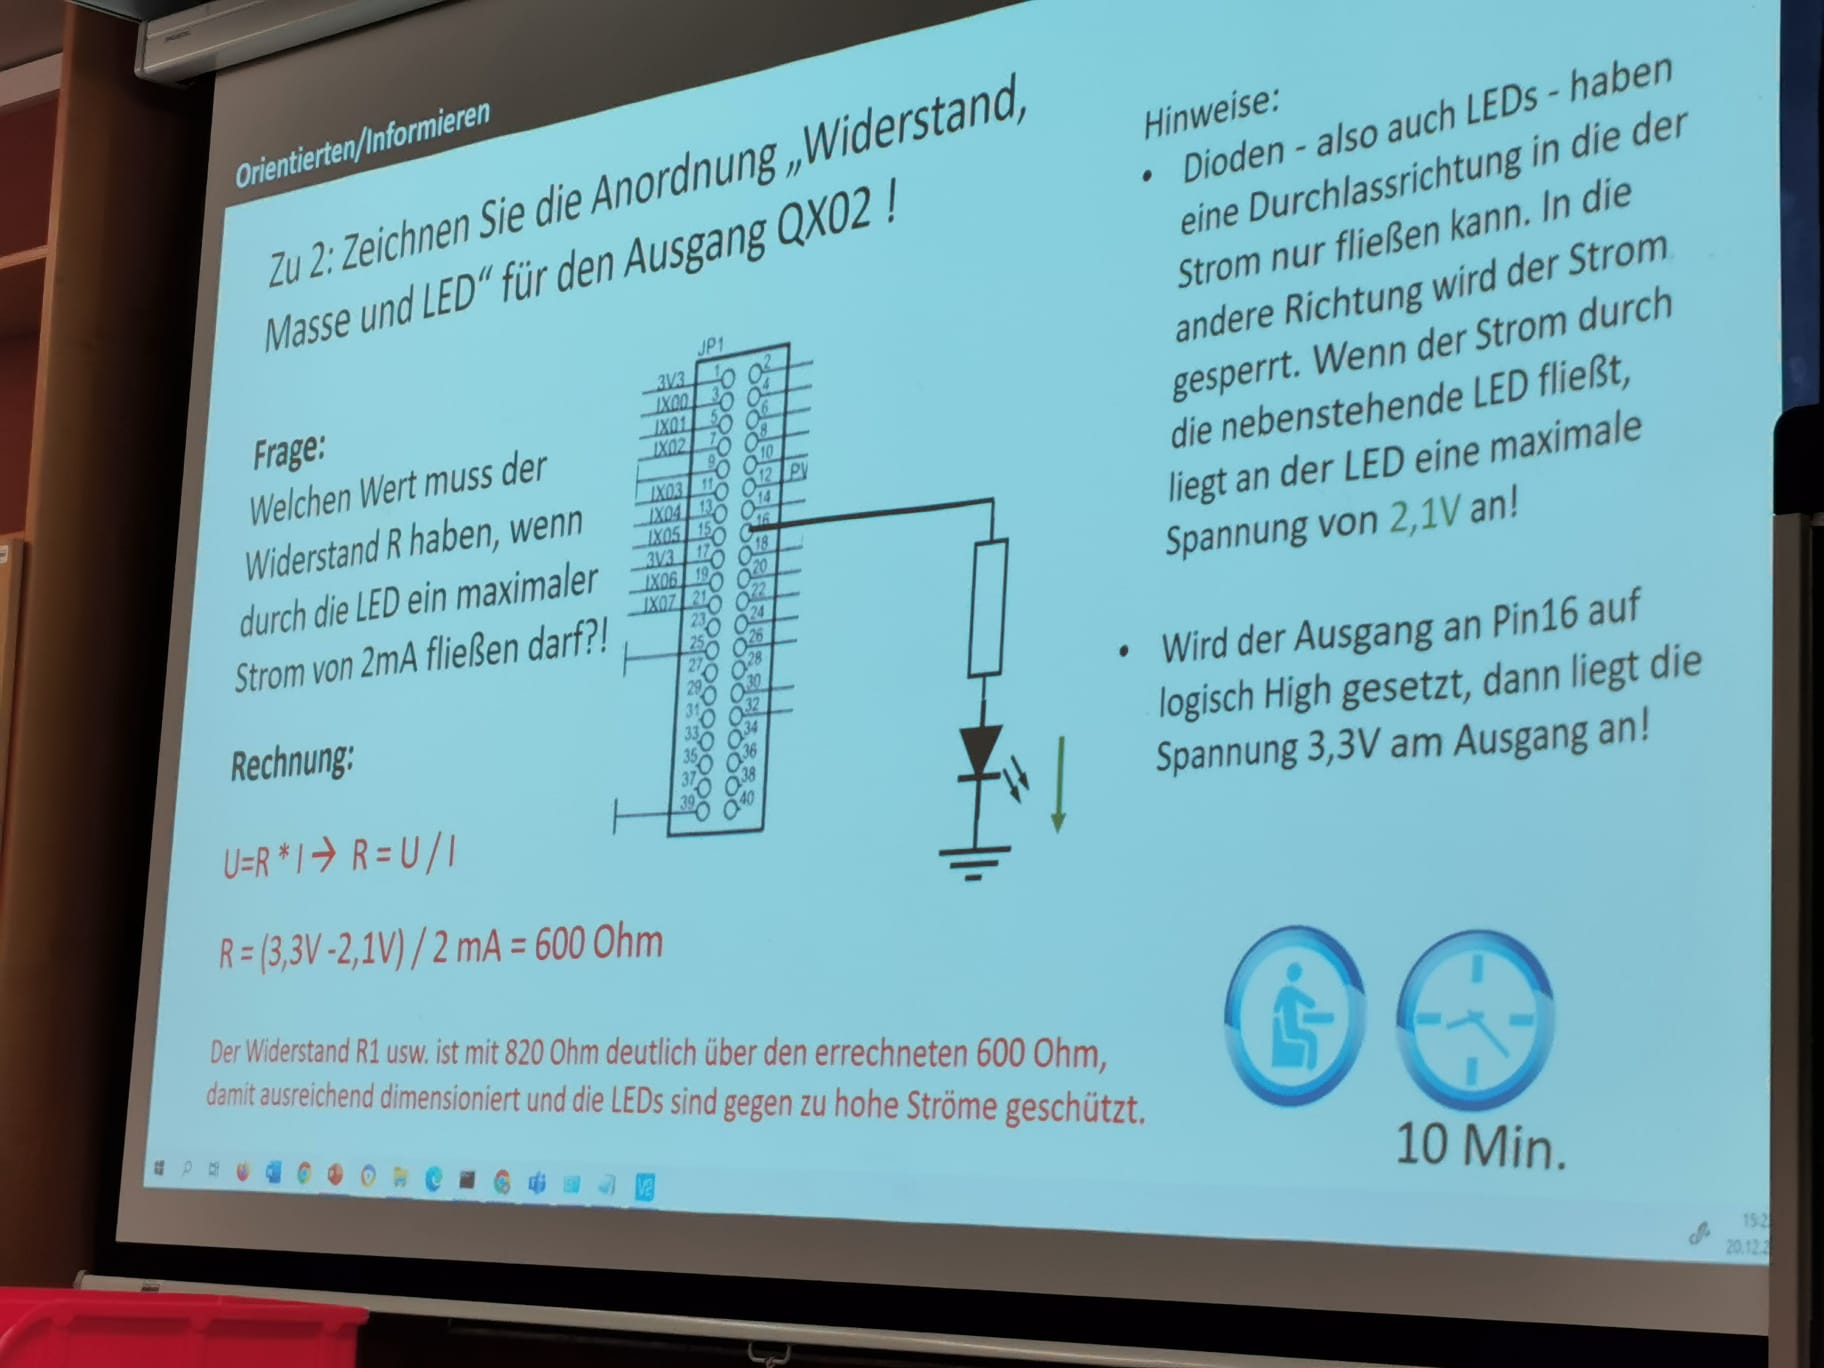 Orientierten/Informieren
Zu 2: Zeichnen Sie die Anordnung „Widerstand,
Masse und LED“ für den Ausgang QX02 !
Frage:
Welchen Wert muss der
Widerstand R haben, wenn
durch die LED ein maximaler
Strom von 2mA fließen darf?!
Rechnung:
U=R * I → R = U / I
R = (3,3V -2,1V) / 2 mA = 600 Ohm
Der Widerstand R1 usw. ist mit 820 Ohm deutlich über den errechneten 600 Ohm,
damit ausreichend dimensioniert und die LEDs sind gegen zu hohe Ströme geschützt.
JP1
3V3 1 2
IX00 3 4
IX01 5 6
IX02 7 8
9 10
IX03 11 12 PV
IX04 13 14
IX05 15 16
3V3 17 18
IX06 19 20
IX07 21 22
23 24
25 26
27 28
29 30
31 32
33 34
35 36
37 38
39 40
Hinweise:
• Dioden - also auch LEDs - haben
eine Durchlassrichtung in die der
Strom nur fließen kann. In die
andere Richtung wird der Strom
gesperrt. Wenn der Strom durch
die nebenstehende LED fließt,
liegt an der LED eine maximale
Spannung von 2,1V an!
• Wird der Ausgang an Pin16 auf
logisch High gesetzt, dann liegt die
Spannung 3,3V am Ausgang an!
10 Min.
V2
15:2
20.12.2